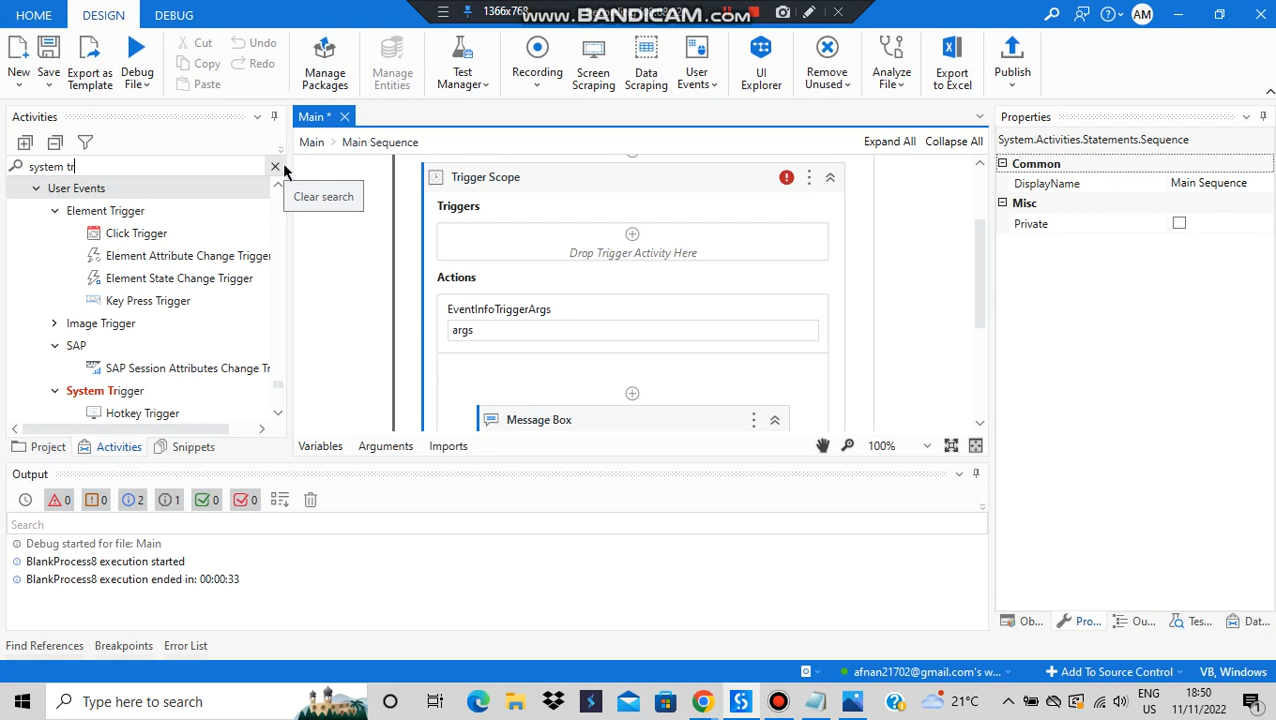 HOME
DESIGN
DEBUG
1366x768
www.BANDICAM.com
AM
New
Save
Export as Template
Debug File
Cut
Copy
Paste
Undo
Redo
Manage Packages
Manage Entities
Test Manager
Recording
Screen Scraping
Data Scraping
User Events
UI Explorer
Remove Unused
Analyze File
Export to Excel
Publish
Activities
system tr
Clear search
User Events
Element Trigger
Click Trigger
Element Attribute Change Trigger
Element State Change Trigger
Key Press Trigger
Image Trigger
SAP
SAP Session Attributes Change Tr
System Trigger
Hotkey Trigger
Project
Activities
Snippets
Main *
Main > Main Sequence
Expand All
Collapse All
Trigger Scope
Triggers
Drop Trigger Activity Here
Actions
EventInfoTriggerArgs
args
Message Box
Variables
Arguments
Imports
100%
Properties
System.Activities.Statements.Sequence
Common
DisplayName
Main Sequence
Misc
Private
Output
0
0
2
1
0
0
Search
Debug started for file: Main
BlankProcess8 execution started
BlankProcess8 execution ended in: 00:00:33
Ob...
Pro...
Ou...
Tes...
Dat...
Find References
Breakpoints
Error List
afnan21702@gmail.com's w...
Add To Source Control
VB, Windows
Type here to search
21°C
ENG
YER
18:50
11/11/2022
1